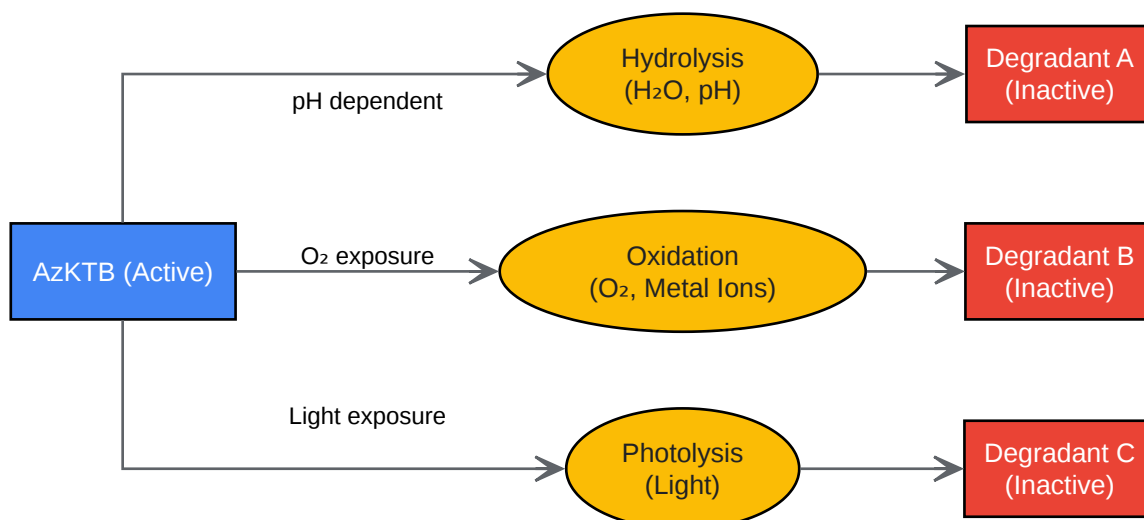 Hydrolysis
(H₂O, pH)
Degradant A
(Inactive)
pH dependent
AzKTB (Active)
O₂ exposure
Oxidation
(O₂, Metal Ions)
Degradant B
(Inactive)
Light exposure
Photolysis
(Light)
Degradant C
(Inactive)